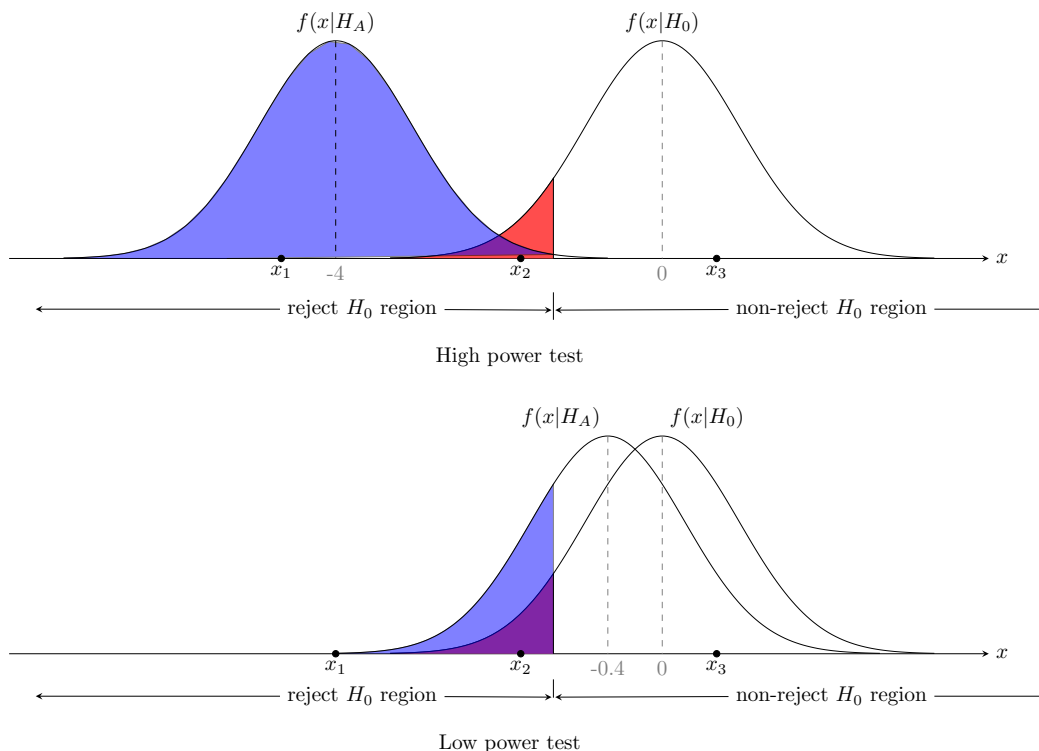 f(x|H_A) f(x|H_0)
x_1 -4 x_2 0 x_3 x
reject H_0 region non-reject H_0 region
High power test
f(x|H_A) f(x|H_0)
x_1 x_2 -0.4 0 x_3 x
reject H_0 region non-reject H_0 region
Low power test